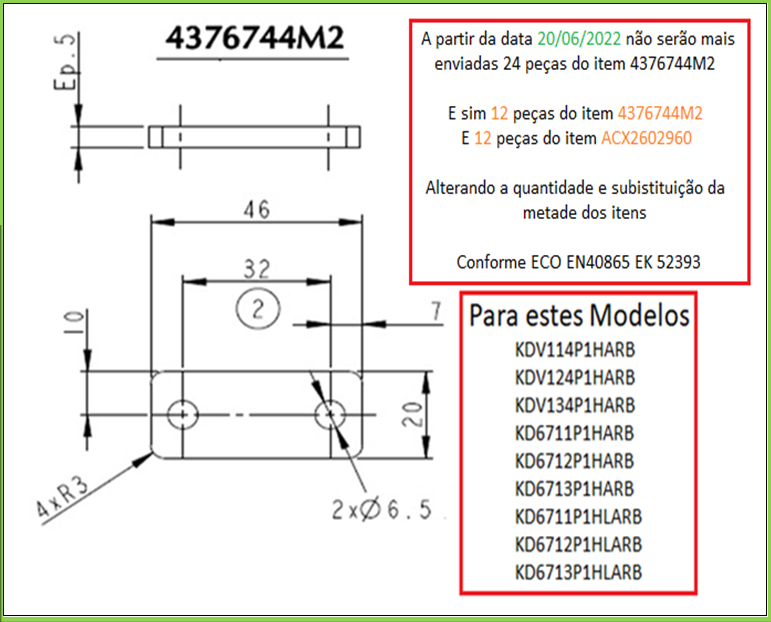 4376744M2
Ep.5
46
32
2
7
10
20
4xR3
2xØ6.5
A partir da data 20/06/2022 não serão mais
enviadas 24 peças do item 4376744M2
E sim 12 peças do item 4376744M2
E 12 peças do item ACX2602960
Alterando a quantidade e subistituição da
metade dos itens
Conforme ECO EN40865 EK 52393
Para estes Modelos
KDV114P1HARB
KDV124P1HARB
KDV134P1HARB
KD6711P1HARB
KD6712P1HARB
KD6713P1HARB
KD6711P1HLARB
KD6712P1HLARB
KD6713P1HLARB